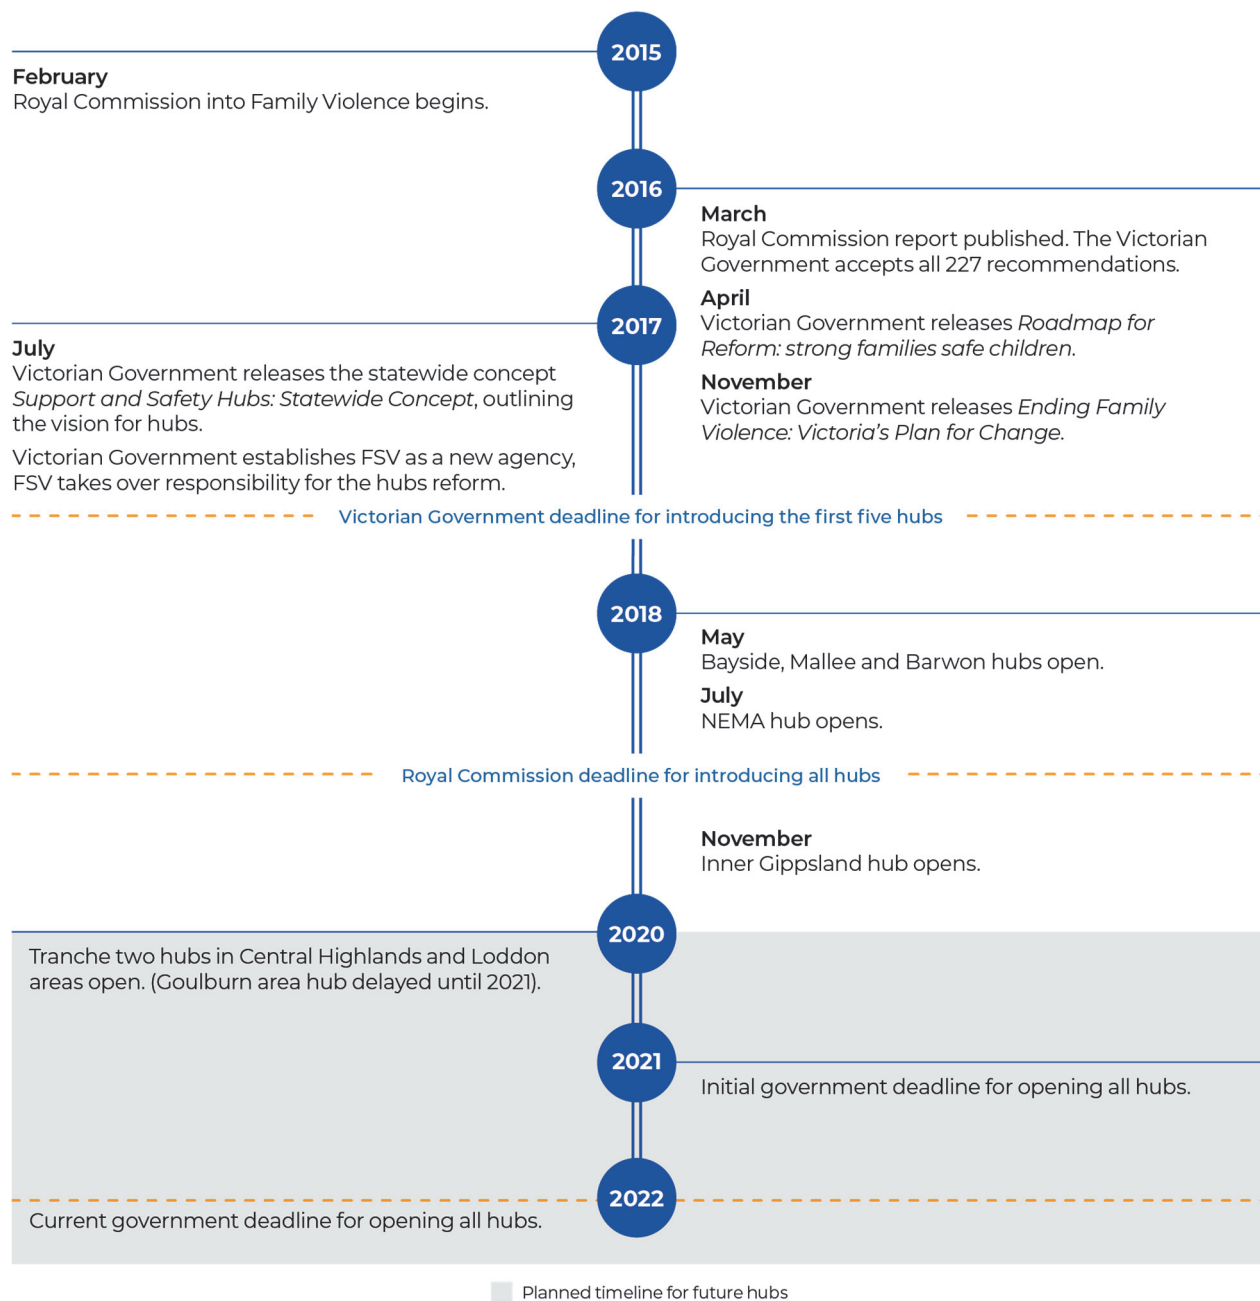 2015
February
Royal Commission into Family Violence begins.
2016
March
Royal Commission report published. The Victorian
Government accepts all 227 recommendations.
April
Victorian Government releases Roadmap for
Reform: strong families safe children.
November
Victorian Government releases Ending Family
Violence: Victoria’s Plan for Change.
2017
July
Victorian Government releases the statewide concept
Support and Safety Hubs: Statewide Concept, outlining
the vision for hubs.
Victorian Government establishes FSV as a new agency,
FSV takes over responsibility for the hubs reform.
Victorian Government deadline for introducing the first five hubs
2018
May
Bayside, Mallee and Barwon hubs open.
July
NEMA hub opens.
Royal Commission deadline for introducing all hubs
November
Inner Gippsland hub opens.
2020
Tranche two hubs in Central Highlands and Loddon
areas open. (Goulburn area hub delayed until 2021).
2021
Initial government deadline for opening all hubs.
2022
Current government deadline for opening all hubs.
Planned timeline for future hubs